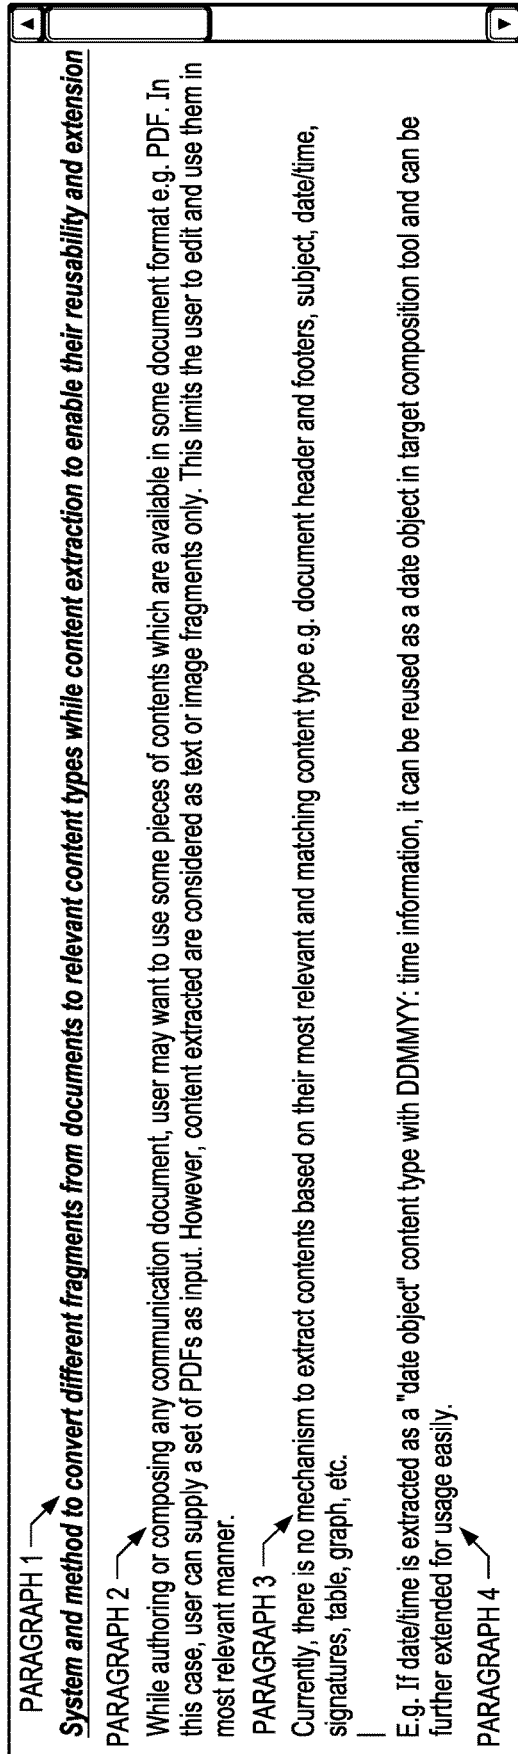 PARAGRAPH 1
System and method to convert different fragments from documents to relevant content types while content extraction to enable their reusability and extension
PARAGRAPH 2
While authoring or composing any communication document, user may want to use some pieces of contents which are available in some document format e.g. PDF. In
this case, user can supply a set of PDFs as input. However, content extracted are considered as text or image fragments only. This limits the user to edit and use them in
most relevant manner.
PARAGRAPH 3
Currently, there is no mechanism to extract contents based on their most relevant and matching content type e.g. document header and footers, subject, date/time,
signatures, table, graph, etc.
E.g. If date/time is extracted as a "date object" content type with DDMMYY: time information, it can be reused as a date object in target composition tool and can be
further extended for usage easily.
PARAGRAPH 4